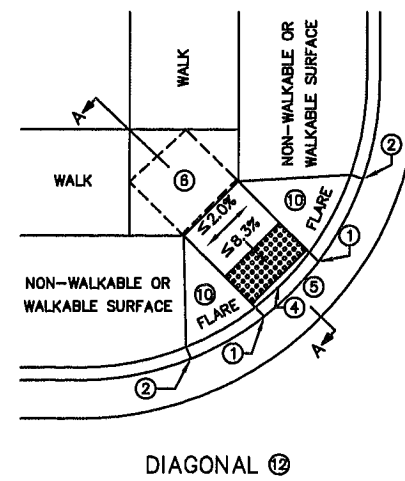 WALK
NON-WALKABLE OR
WALKABLE SURFACE
A
2
6
WALK
10
FLARE
≤2.0%
≤8.3%
1
NON-WALKABLE OR
WALKABLE SURFACE
10
FLARE
5
4
A
1
2
DIAGONAL 12